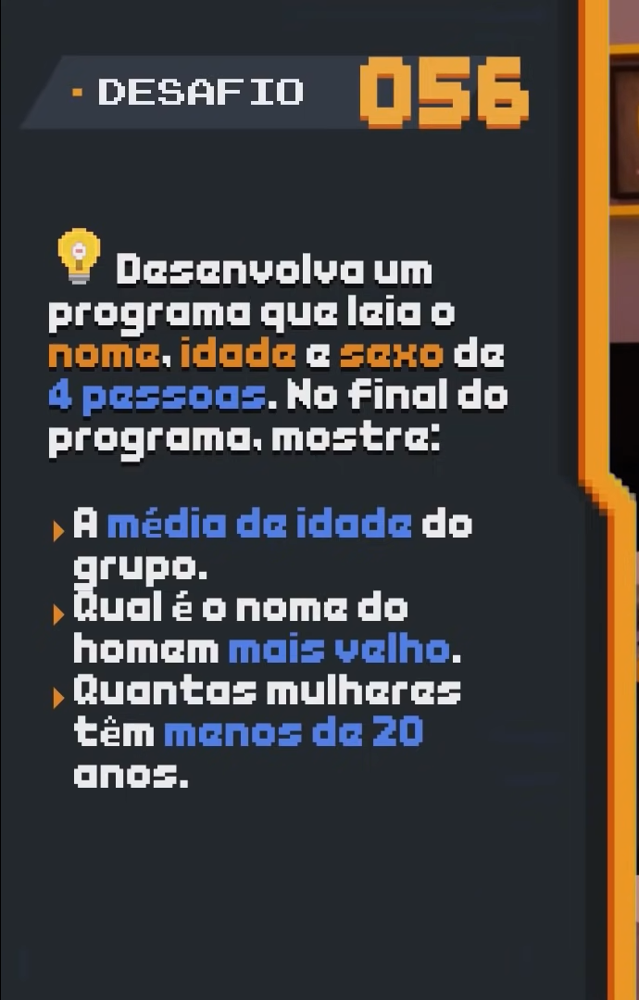 DESAFIO 056
Desenvolva um
programa que leia o
nome, idade e sexo de
4 pessoas. No final do
programa, mostre:
A média de idade do
grupo.
Qual é o nome do
homem mais velho.
Quantas mulheres
têm menos de 20
anos.